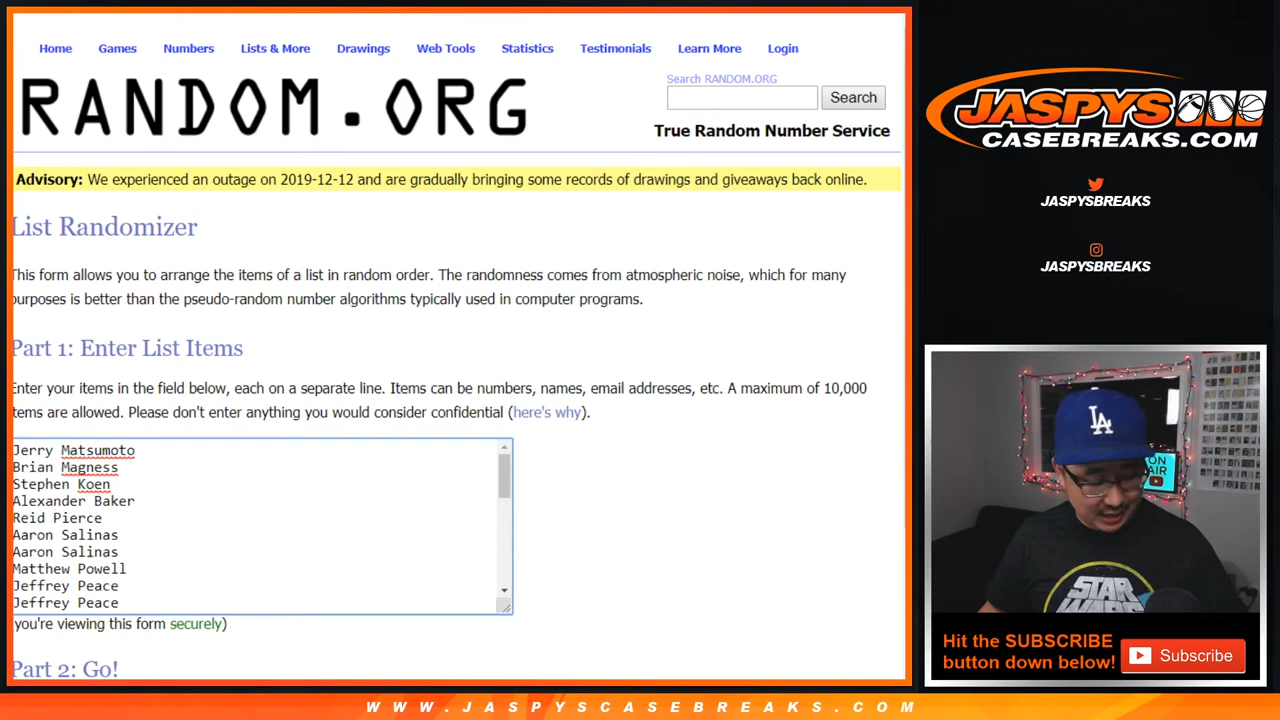 Home Games Numbers Lists & More Drawings Web Tools Statistics Testimonials Learn More Login
RANDOM.ORG
Search RANDOM.ORG
Search
True Random Number Service
Advisory: We experienced an outage on 2019-12-12 and are gradually bringing some records of drawings and giveaways back online.
List Randomizer
This form allows you to arrange the items of a list in random order. The randomness comes from atmospheric noise, which for many
purposes is better than the pseudo-random number algorithms typically used in computer programs.
Part 1: Enter List Items
Enter your items in the field below, each on a separate line. Items can be numbers, names, email addresses, etc. A maximum of 10,000
items are allowed. Please don't enter anything you would consider confidential (here's why).
Jerry Matsumoto
Brian Magness
Stephen Koen
Alexander Baker
Reid Pierce
Aaron Salinas
Aaron Salinas
Matthew Powell
Jeffrey Peace
Jeffrey Peace
you're viewing this form securely)
Part 2: Go!
JASPYS
CASEBREAKS.COM
JASPYSBREAKS
JASPYSBREAKS
LA
ON
AIR
STAR
WARS
Hit the SUBSCRIBE
button down below!
Subscribe
WWW.JASPYSCASEBREAKS.COM